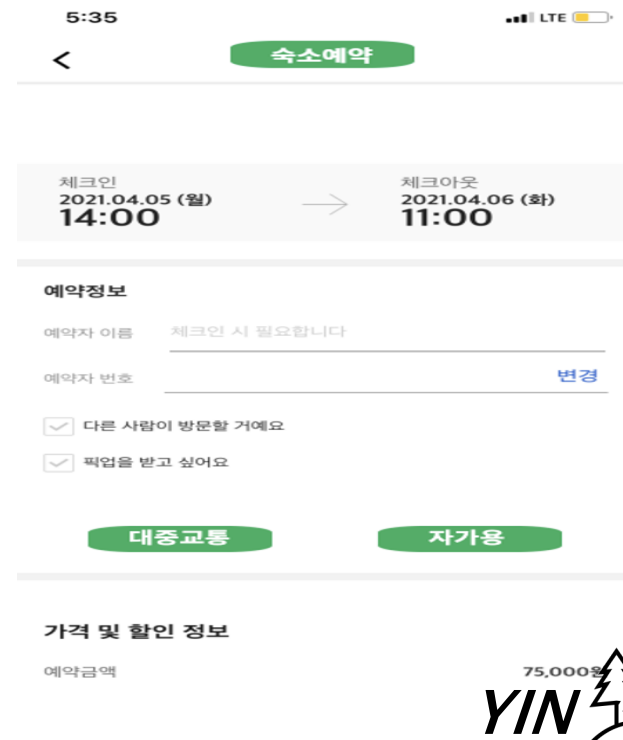 5:35
LTE
숙소예약
체크인
2021.04.05 (월)
14:00
체크아웃
2021.04.06 (화)
11:00
예약정보
예약자 이름 체크인 시 필요합니다
예약자 번호 변경
다른 사람이 방문할 거예요
픽업을 받고 싶어요
대중교통 자가용
가격 및 할인 정보
예약금액 75,000원
YIN